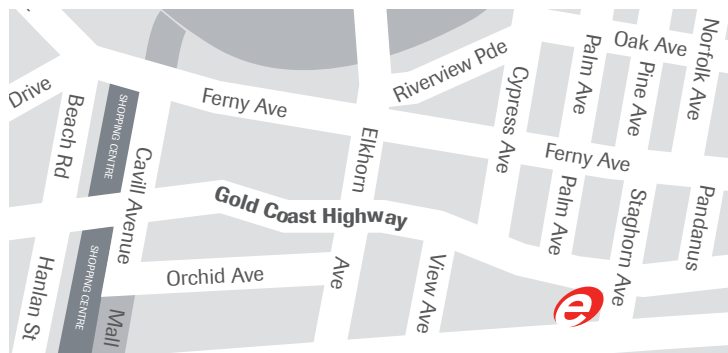 Norfolk Ave
Oak Ave
Palm Ave
Pine Ave
Riverview Pde
Cypress Ave
Drive
Beach Rd
SHOPPING CENTRE
Ferny Ave
Elkhorn
Ave
Cavill Avenue
Ferny Ave
Palm Ave
Staghorn Ave
Pandanus
Gold Coast Highway
Hanlan St
SHOPPING CENTRE
Orchid Ave
View Ave
Mall
e